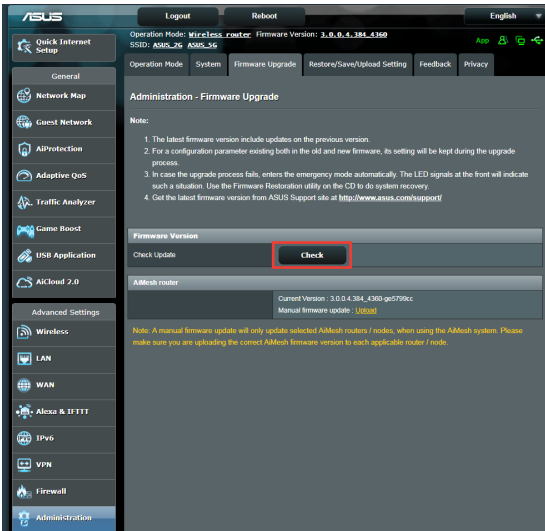 ASUS
Logout
Reboot
English
Operation Mode: Wireless router Firmware Version: 3.0.0.4.384_4360
SSID: ASUS_2G ASUS_5G
App
Quick Internet
Setup
Operation Mode
System
Firmware Upgrade
Restore/Save/Upload Setting
Feedback
Privacy
General
Network Map
Guest Network
AiProtection
Adaptive QoS
Traffic Analyzer
Game Boost
USB Application
AiCloud 2.0
Advanced Settings
Wireless
LAN
WAN
Alexa & IFTTT
IPv6
VPN
Firewall
Administration
Administration - Firmware Upgrade
Note:
1. The latest firmware version include updates on the previous version.
2. For a configuration parameter existing both in the old and new firmware, its setting will be kept during the upgrade
process.
3. In case the upgrade process fails, enters the emergency mode automatically. The LED signals at the front will indicate
such a situation. Use the Firmware Restoration utility on the CD to do system recovery.
4. Get the latest firmware version from ASUS Support site at http://www.asus.com/support/
Firmware Version
Check Update
Check
AiMesh router
Current Version : 3.0.0.4.384_4360-ge5799cc
Manual firmware update : Upload
Note: A manual firmware update will only update selected AiMesh routers / nodes, when using the AiMesh system. Please
make sure you are uploading the correct AiMesh firmware version to each applicable router / node.